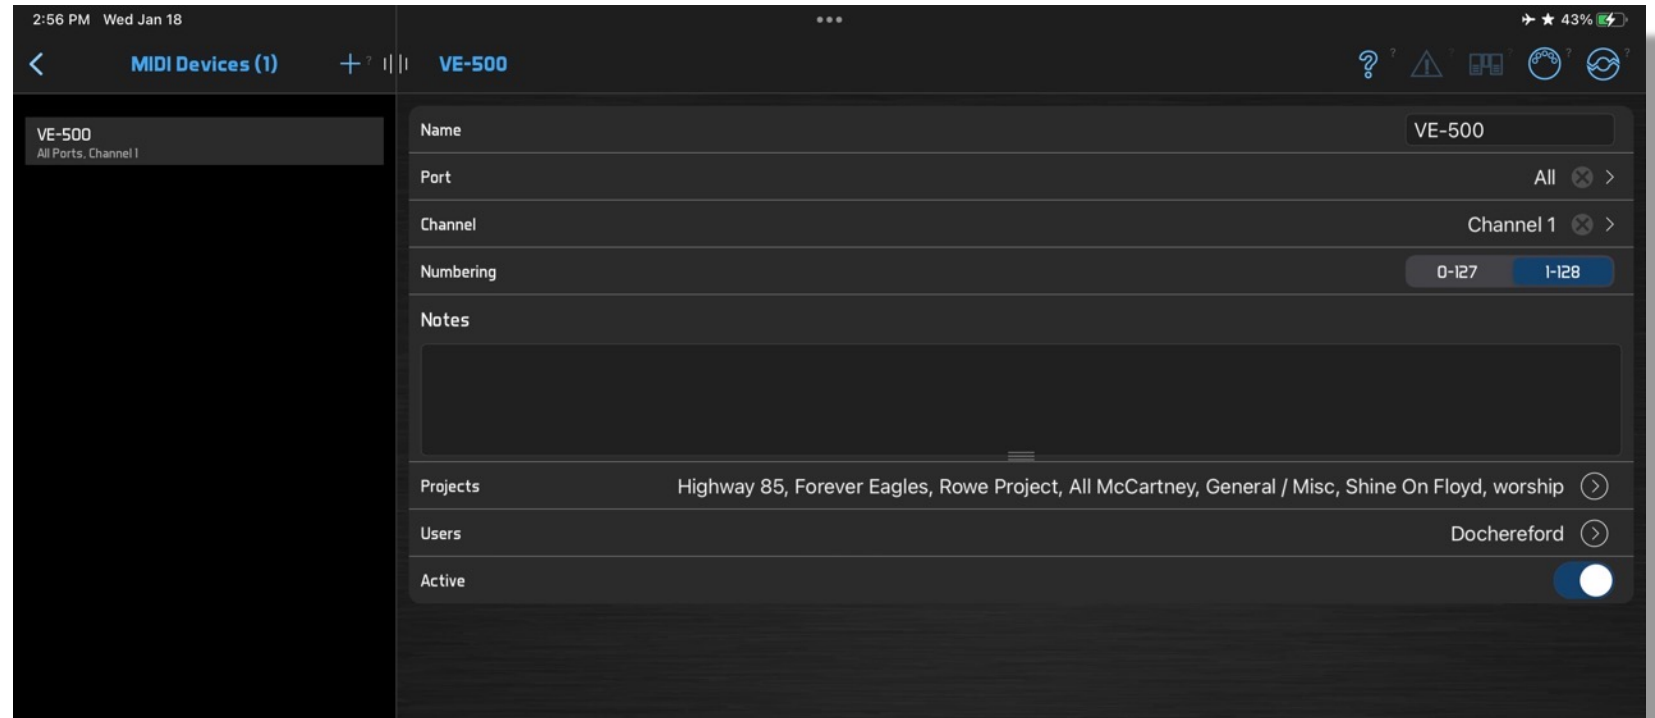 2:56 PM Wed Jan 18
43%
MIDI Devices (1)
VE-500
? ? ? ? ? ?
VE-500
All Ports, Channel 1
Name VE-500
Port All
Channel Channel 1
Numbering 0-127 1-128
Notes
Projects Highway 85, Forever Eagles, Rowe Project, All McCartney, General / Misc, Shine On Floyd, worship
Users Dochereford
Active